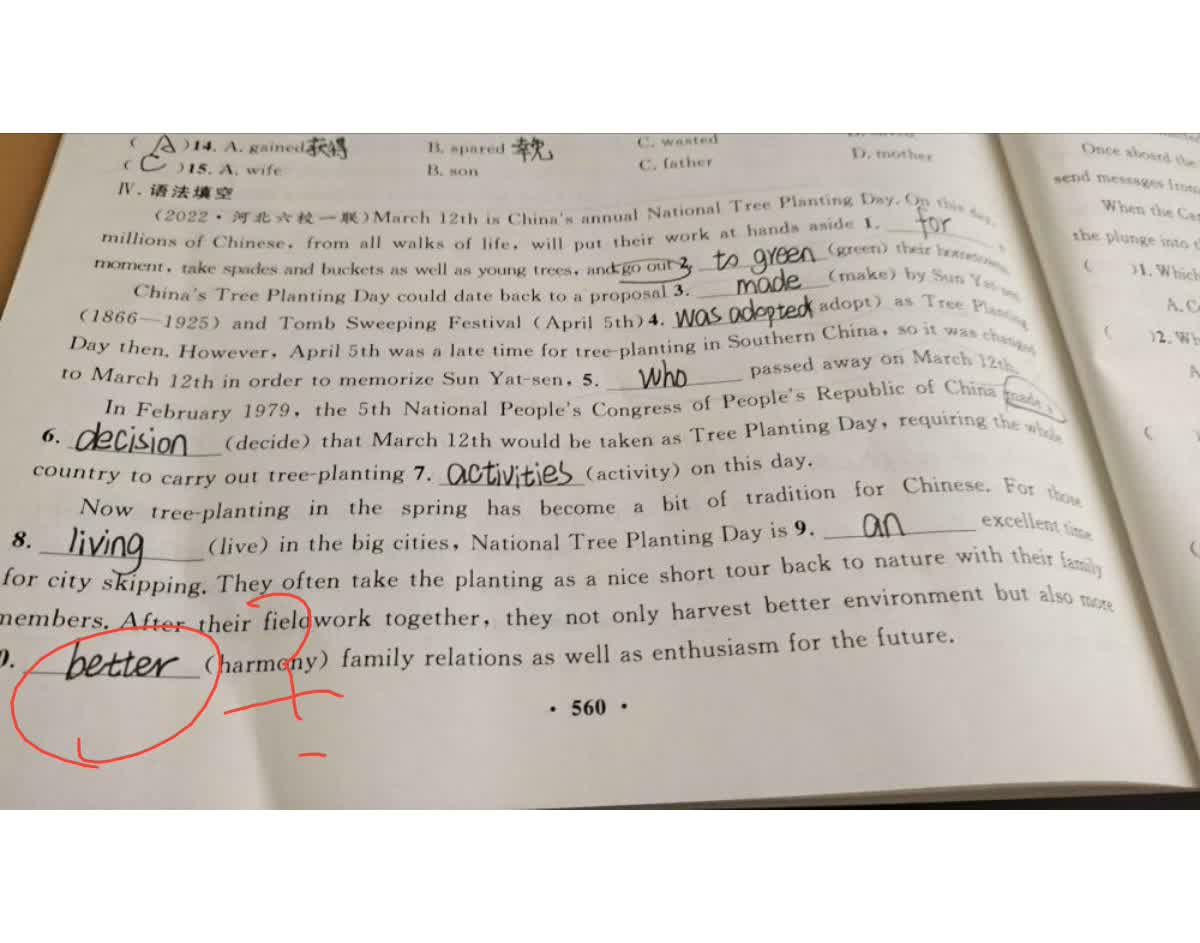 ( A )14. A. gained 获得 B. spared 幸免 C. wasted
( C )15. A. wife B. son C. father D. mother
Ⅳ. 语法填空
(2022·河北六校一联)March 12th is China's annual National Tree Planting Day. On this day,
millions of Chinese, from all walks of life, will put their work at hands aside 1. for a
moment, take spades and buckets as well as young trees, and go out 2. to green (green) their hometowns.
China's Tree Planting Day could date back to a proposal 3. made (make) by Sun Yat-sen
(1866—1925) and Tomb Sweeping Festival (April 5th) 4. was adopted adopt) as Tree Planting
Day then. However, April 5th was a late time for tree-planting in Southern China, so it was changed
to March 12th in order to memorize Sun Yat-sen, 5. who passed away on March 12th.
In February 1979, the 5th National People's Congress of People's Republic of China made a
6. decision (decide) that March 12th would be taken as Tree Planting Day, requiring the whole
country to carry out tree-planting 7. activities (activity) on this day.
Now tree-planting in the spring has become a bit of tradition for Chinese. For those
8. living (live) in the big cities, National Tree Planting Day is 9. an excellent time
for city skipping. They often take the planting as a nice short tour back to nature with their family
members. After their fieldwork together, they not only harvest better environment but also more
0. better (harmony) family relations as well as enthusiasm for the future.
· 560 ·
Once aboard the
send messages from
When the Ca
the plunge into t
( )1. Which
A. C
( )2. Wh
A
(
(